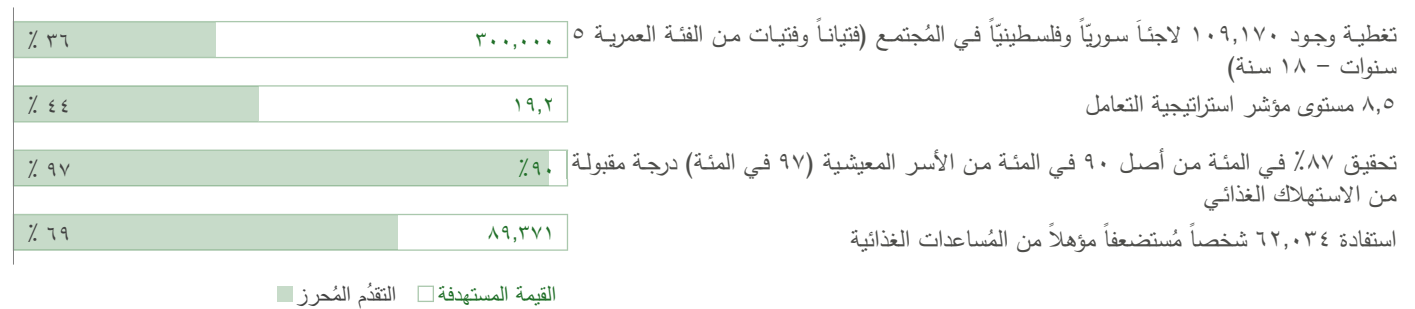 تغطية وجود ١٠٩,١٧٠ لاجئاَ سوريّاً وفلسطينيّاً في المُجتمع (فتياناً وفتيات من الفئة العمرية ٥
سنوات – ١٨ سنة)
٣٠٠,٠٠٠
٣٦ ٪
٨,٥ مستوى مؤشر استراتيجية التعامل
١٩,٢
٤٤ ٪
تحقيق ٨٧٪ في المئة من أصل ٩٠ في المئة من الأسر المعيشية (٩٧ في المئة) درجة مقبولة
من الاستهلاك الغذائي
٩٠٪
٩٧ ٪
استفادة ٦٢,٠٣٤ شخصاً مُستضعفاً مؤهلاً من المُساعدات الغذائية
٨٩,٣٧١
٦٩ ٪
القيمة المستهدفة
التقدُم المُحرز